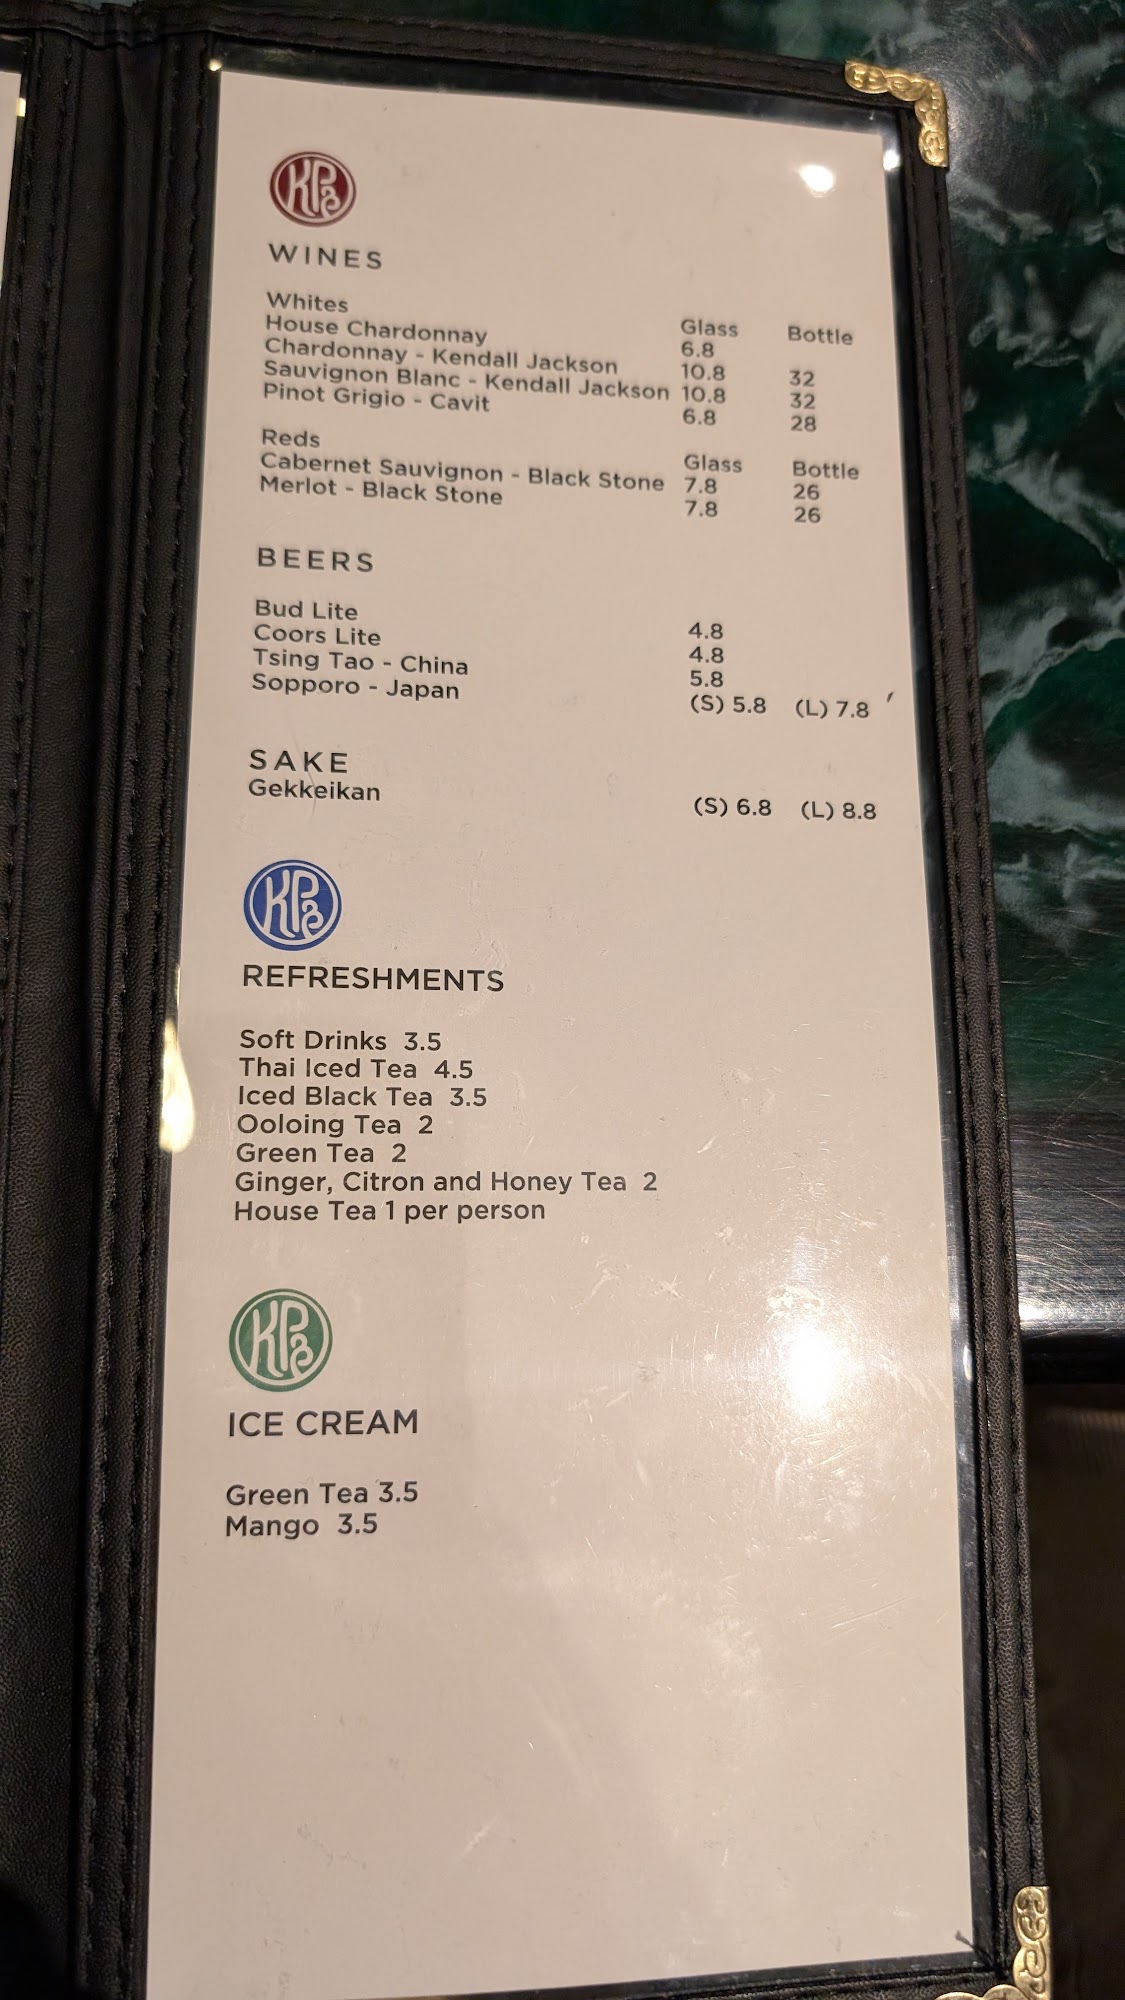 KP3
WINES
Whites Glass Bottle
House Chardonnay 6.8
Chardonnay - Kendall Jackson 10.8 32
Sauvignon Blanc - Kendall Jackson 10.8 32
Pinot Grigio - Cavit 6.8 28
Reds Glass Bottle
Cabernet Sauvignon - Black Stone 7.8 26
Merlot - Black Stone 7.8 26
BEERS
Bud Lite 4.8
Coors Lite 4.8
Tsing Tao - China 5.8
Sopporo - Japan (S) 5.8 (L) 7.8
SAKE
Gekkeikan (S) 6.8 (L) 8.8
KP3
REFRESHMENTS
Soft Drinks 3.5
Thai Iced Tea 4.5
Iced Black Tea 3.5
Ooloing Tea 2
Green Tea 2
Ginger, Citron and Honey Tea 2
House Tea 1 per person
KP3
ICE CREAM
Green Tea 3.5
Mango 3.5